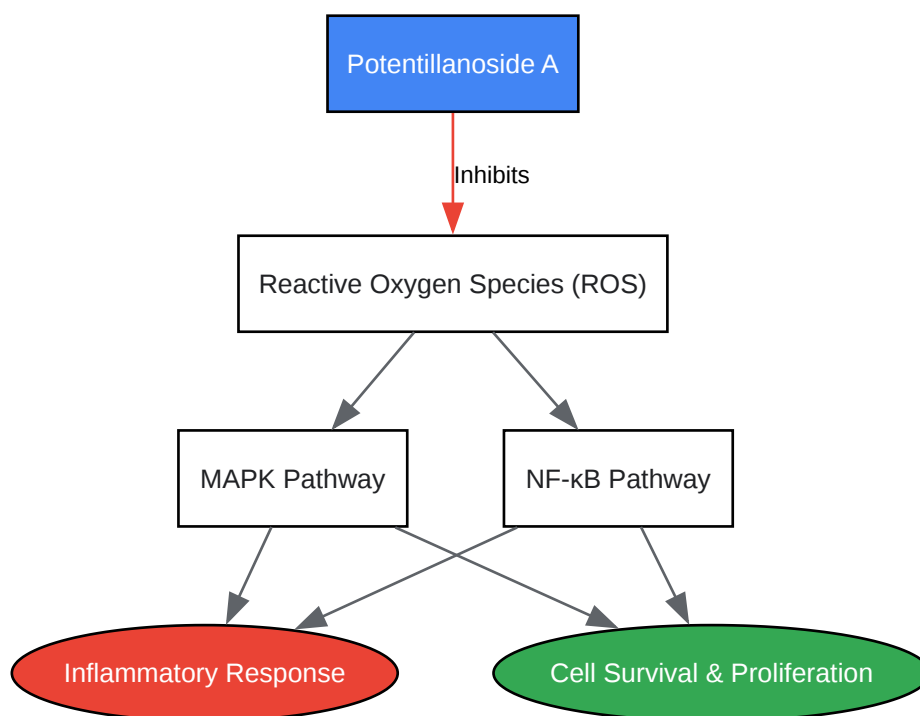 Potentillanoside A
Inhibits
Reactive Oxygen Species (ROS)
MAPK Pathway
NF-κB Pathway
Inflammatory Response
Cell Survival & Proliferation